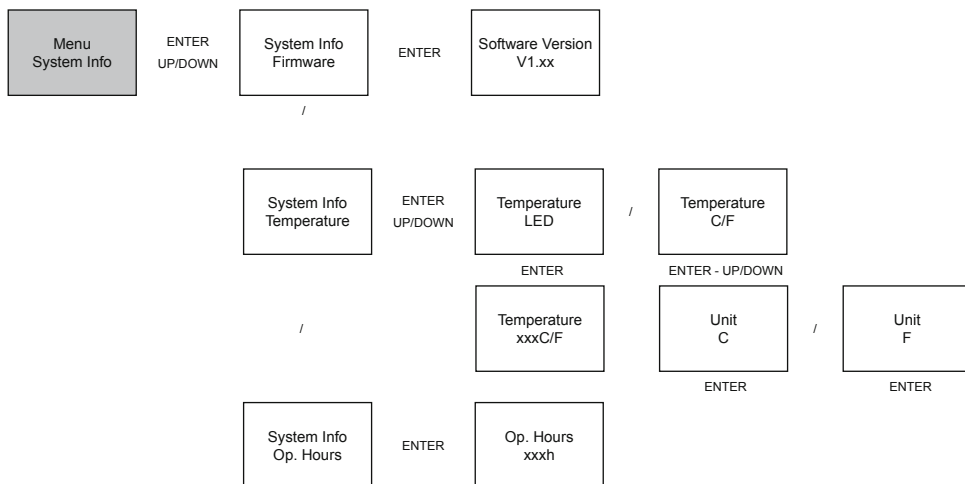 Menu
System Info
ENTER
UP/DOWN
System Info
Firmware
ENTER
Software Version
V1.xx
/
System Info
Temperature
ENTER
UP/DOWN
Temperature
LED
/
Temperature
C/F
ENTER
ENTER - UP/DOWN
/
Temperature
xxxC/F
Unit
C
/
Unit
F
ENTER
ENTER
System Info
Op. Hours
ENTER
Op. Hours
xxxh